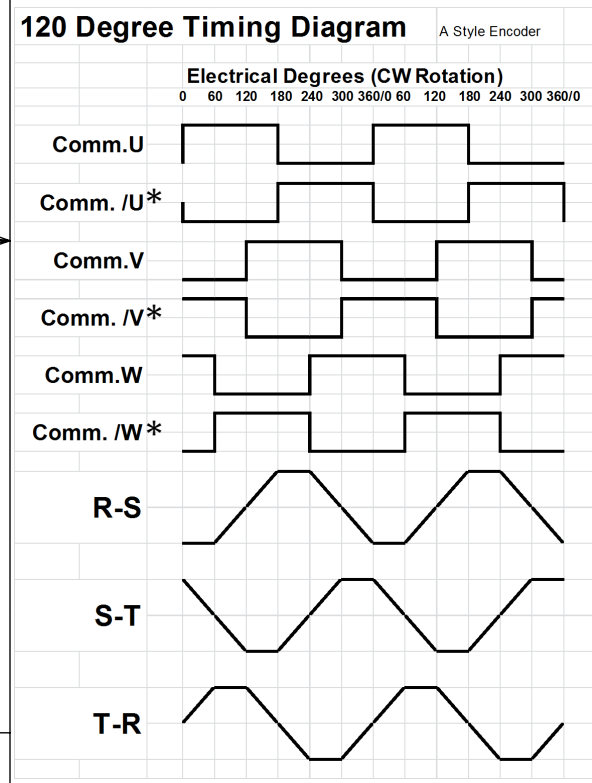 120 Degree Timing Diagram A Style Encoder
Electrical Degrees (CW Rotation)
0 60 120 180 240 300 360/0 60 120 180 240 300 360/0
Comm.U
Comm. /U*
Comm.V
Comm. /V*
Comm.W
Comm. /W*
R-S
S-T
T-R